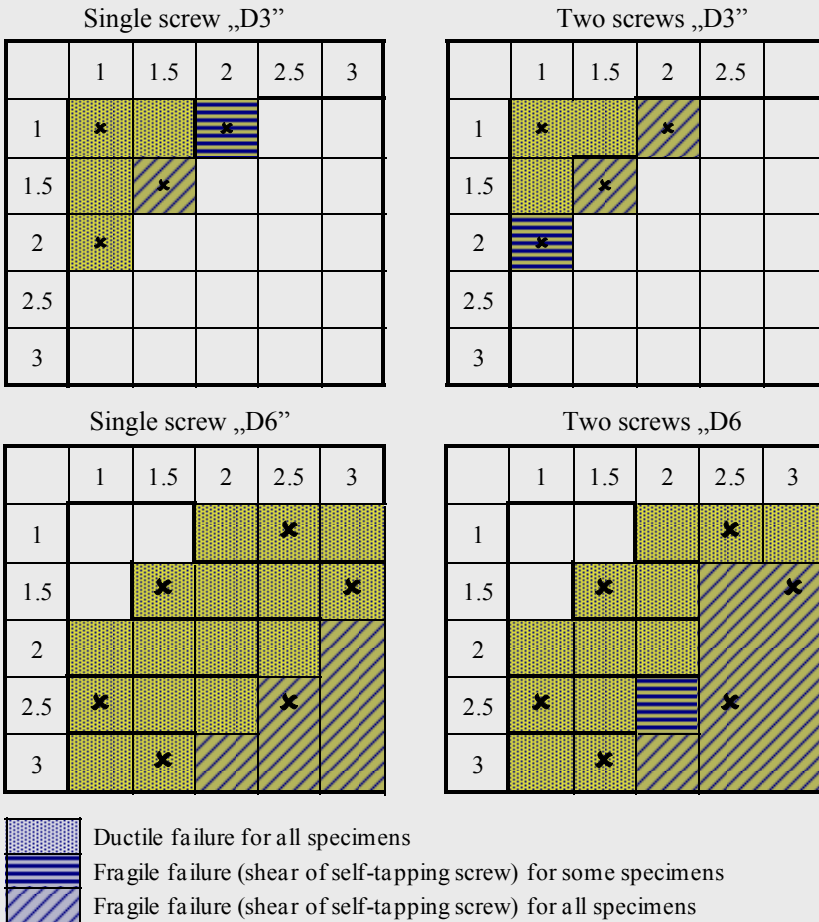 Single screw „D3”
1 1.5 2 2.5 3
1
1.5
2
2.5
3
Two screws „D3”
1 1.5 2 2.5
1
1.5
2
2.5
3
Single screw „D6”
1 1.5 2 2.5 3
1
1.5
2
2.5
3
Two screws „D6
1 1.5 2 2.5 3
1
1.5
2
2.5
3
Ductile failure for all specimens
Fragile failure (shear of self-tapping screw) for some specimens
Fragile failure (shear of self-tapping screw) for all specimens